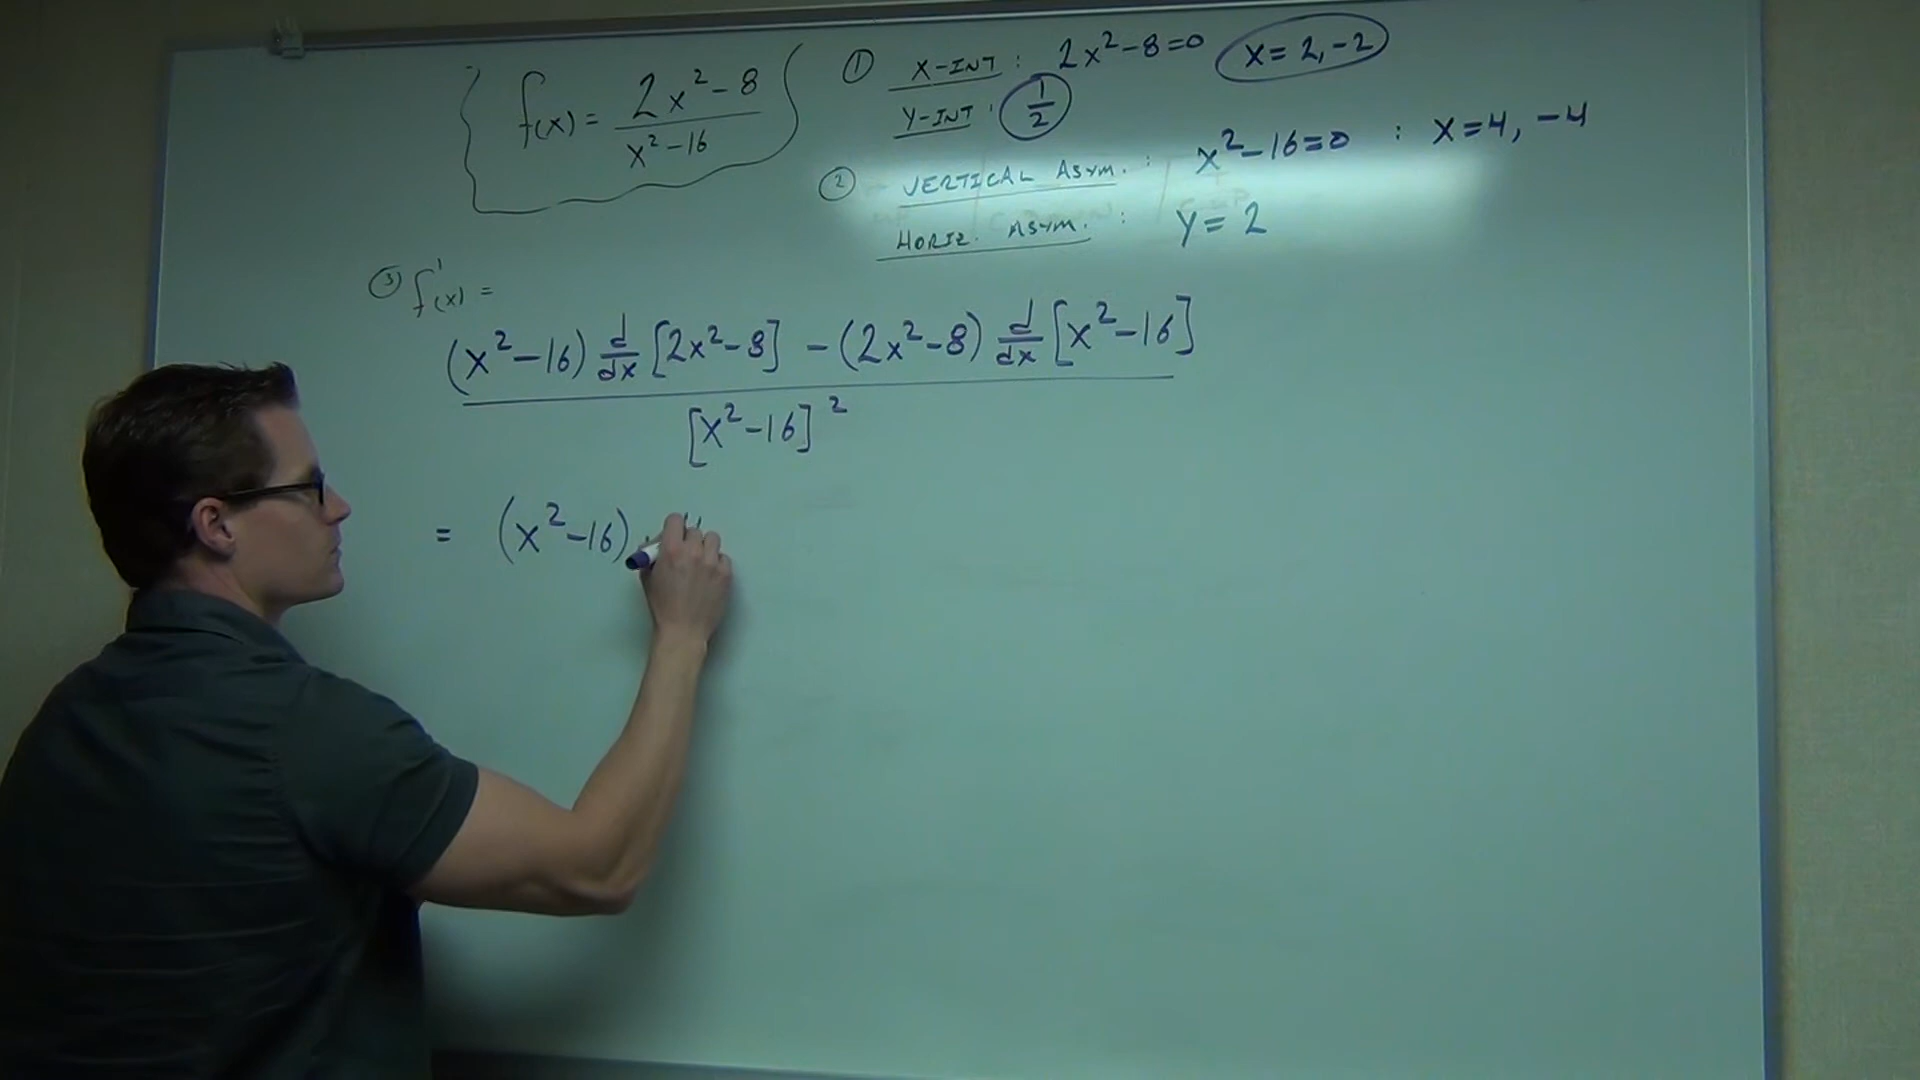 f(x) = 2x² - 8 / x² - 16
① X-INT : 2x² - 8 = 0 x = 2, -2
Y-INT : 1/2
② VERTICAL ASYM. : x² - 16 = 0 : x = 4, -4
HORIZ. ASYM. : y = 2
③ f'(x) =
(x² - 16) d/dx [2x² - 8] - (2x² - 8) d/dx [x² - 16]
[x² - 16]²
= (x² - 16) ·